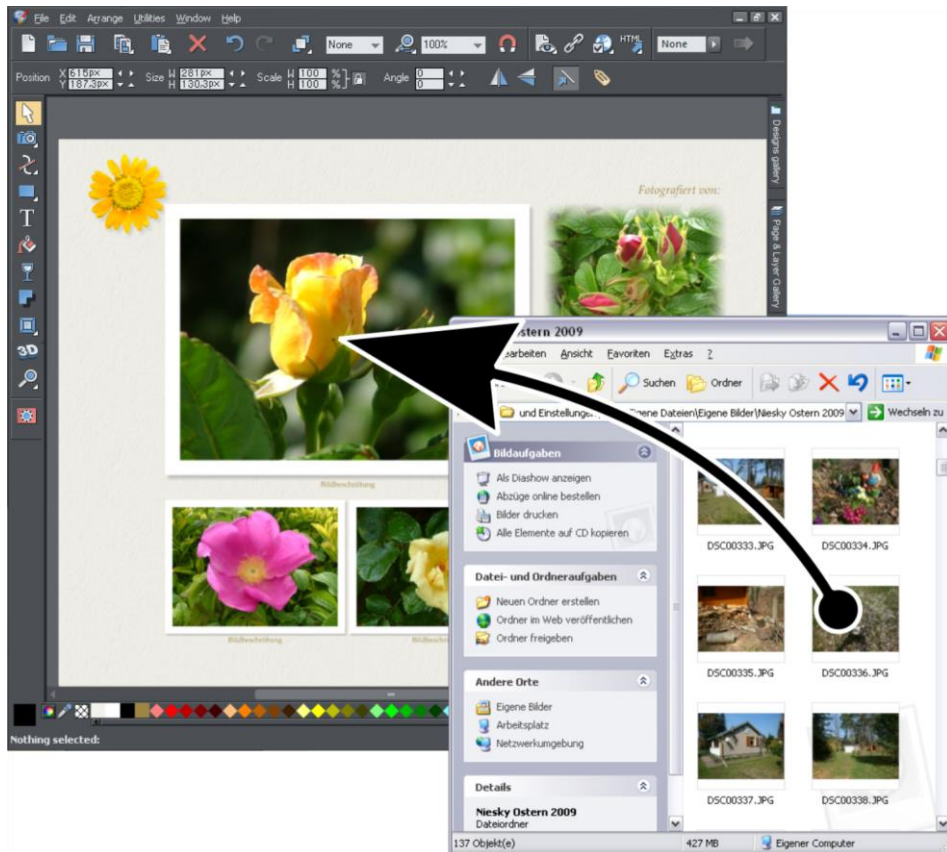 File Edit Arrange Utilities Window Help
None 100% HTML None
Position X 615px Y 187,3px Size W 281px H 130,3px Scale W 100 % H 100 % Angle 0 0
Designs gallery
Page & Layer Gallery
T
3D
Fotografiert von:
Bildbeschriftung
Bildbeschriftung
Nothing selected:
Ostern 2009
earbeiten Ansicht Favoriten Extras ?
Suchen Ordner
und Einstellungen Eigene Dateien\Eigene Bilder\Niesky Ostern 2009 Wechseln zu
Bildaufgaben
Als Diashow anzeigen
Abzüge online bestellen
Bilder drucken
Alle Elemente auf CD kopieren
Datei- und Ordneraufgaben
Neuen Ordner erstellen
Ordner im Web veröffentlichen
Ordner freigeben
Andere Orte
Eigene Bilder
Arbeitsplatz
Netzwerkumgebung
Details
Niesky Ostern 2009
Dateiordner
DSC00333.JPG DSC00334.JPG
DSC00335.JPG DSC00336.JPG
DSC00337.JPG DSC00338.JPG
137 Objekt(e) 427 MB Eigener Computer